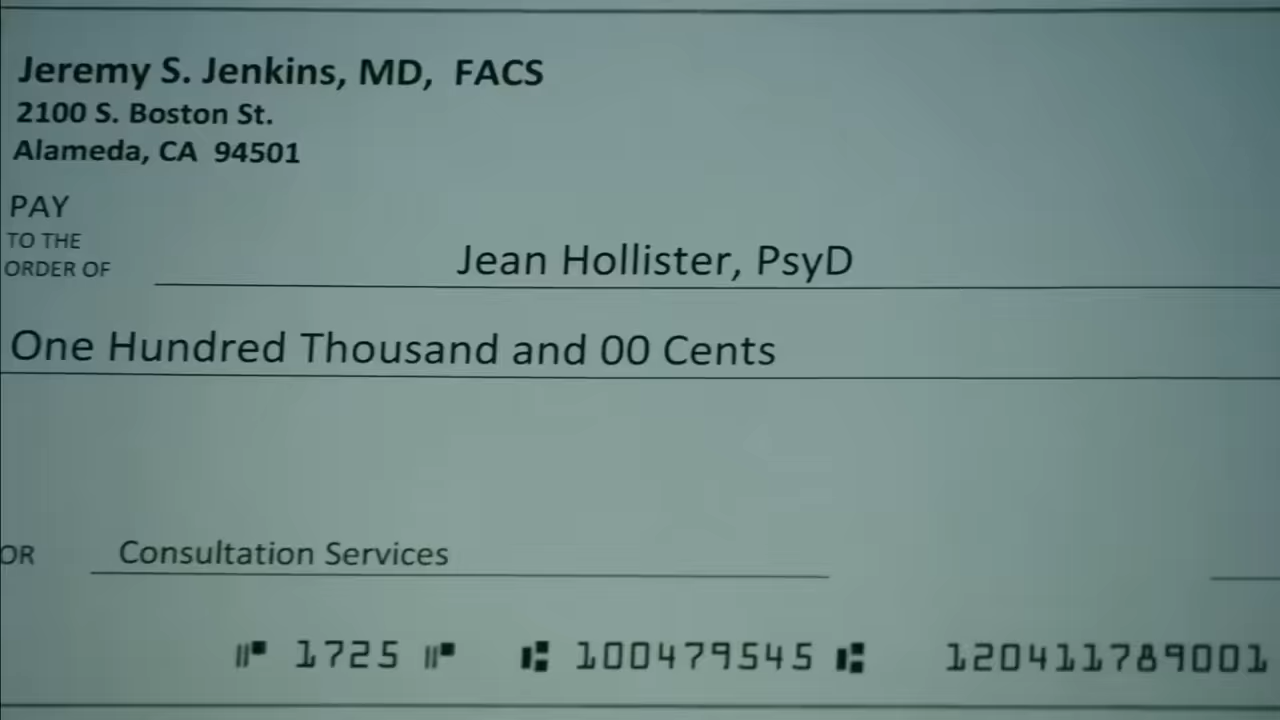 Jeremy S. Jenkins, MD, FACS
2100 S. Boston St.
Alameda, CA 94501
PAY
TO THE
ORDER OF
Jean Hollister, PsyD
One Hundred Thousand and 00 Cents
OR Consultation Services
⑈ 1725 ⑈ ⑆ 100479545 ⑆ 120411789001